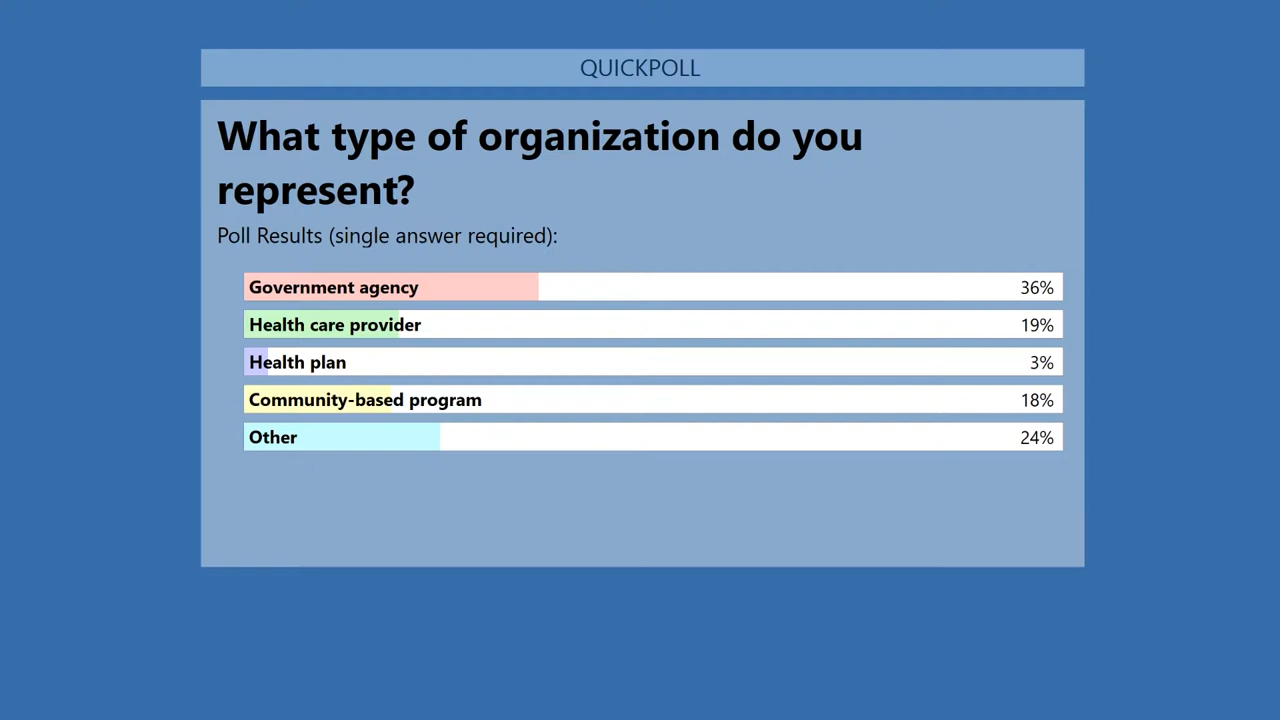 QUICKPOLL
What type of organization do you
represent?
Poll Results (single answer required):
Government agency 36%
Health care provider 19%
Health plan 3%
Community-based program 18%
Other 24%